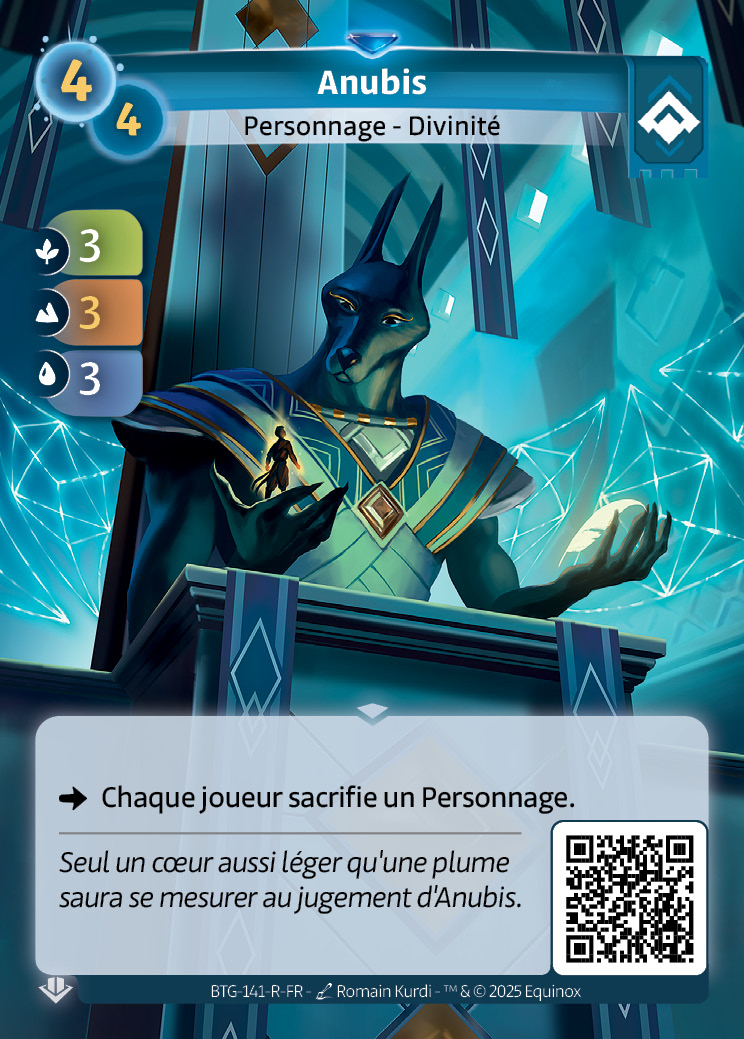 4
4
Anubis
Personnage - Divinité
3
3
3
Chaque joueur sacrifie un Personnage.
Seul un cœur aussi léger qu'une plume
saura se mesurer au jugement d'Anubis.
BTG-141-R-FR - Romain Kurdi - ™ & © 2025 Equinox